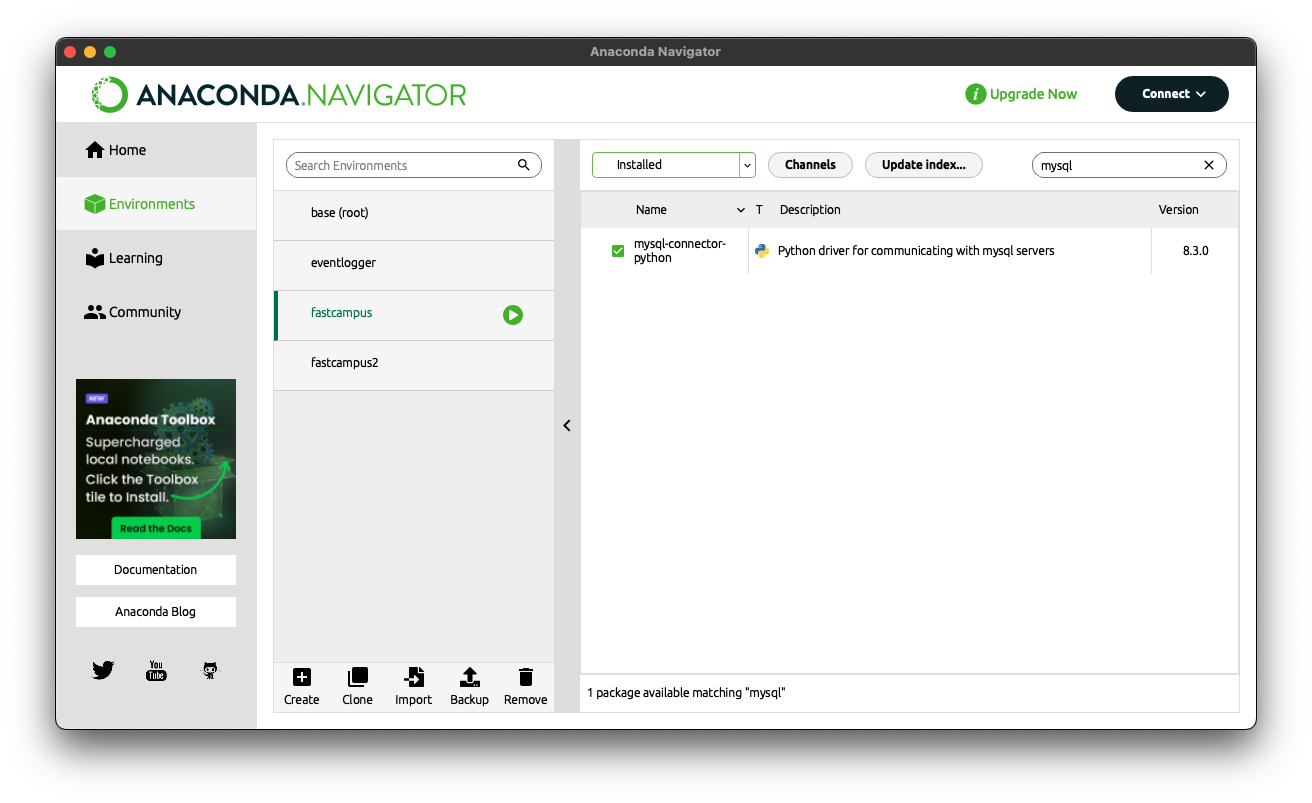 Anaconda Navigator
ANACONDA.NAVIGATOR
i Upgrade Now
Connect
Home
Environments
Learning
Community
NEW
Anaconda Toolbox
Supercharged
local notebooks.
Click the Toolbox
tile to Install.
Read the Docs
Documentation
Anaconda Blog
You
Tube
Search Environments
base (root)
eventlogger
fastcampus
fastcampus2
Create
Clone
Import
Backup
Remove
Installed
Channels
Update index...
mysql
Name
T
Description
Version
mysql-connector-
python
Python driver for communicating with mysql servers
8.3.0
1 package available matching "mysql"